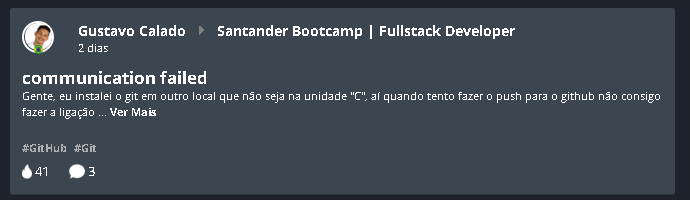 Gustavo Calado Santander Bootcamp | Fullstack Developer
2 dias
communication failed
Gente, eu instalei o git em outro local que não seja na unidade "C", aí quando tento fazer o push para o github não consigo
fazer a ligação ... Ver Mais
#GitHub #Git
41 3